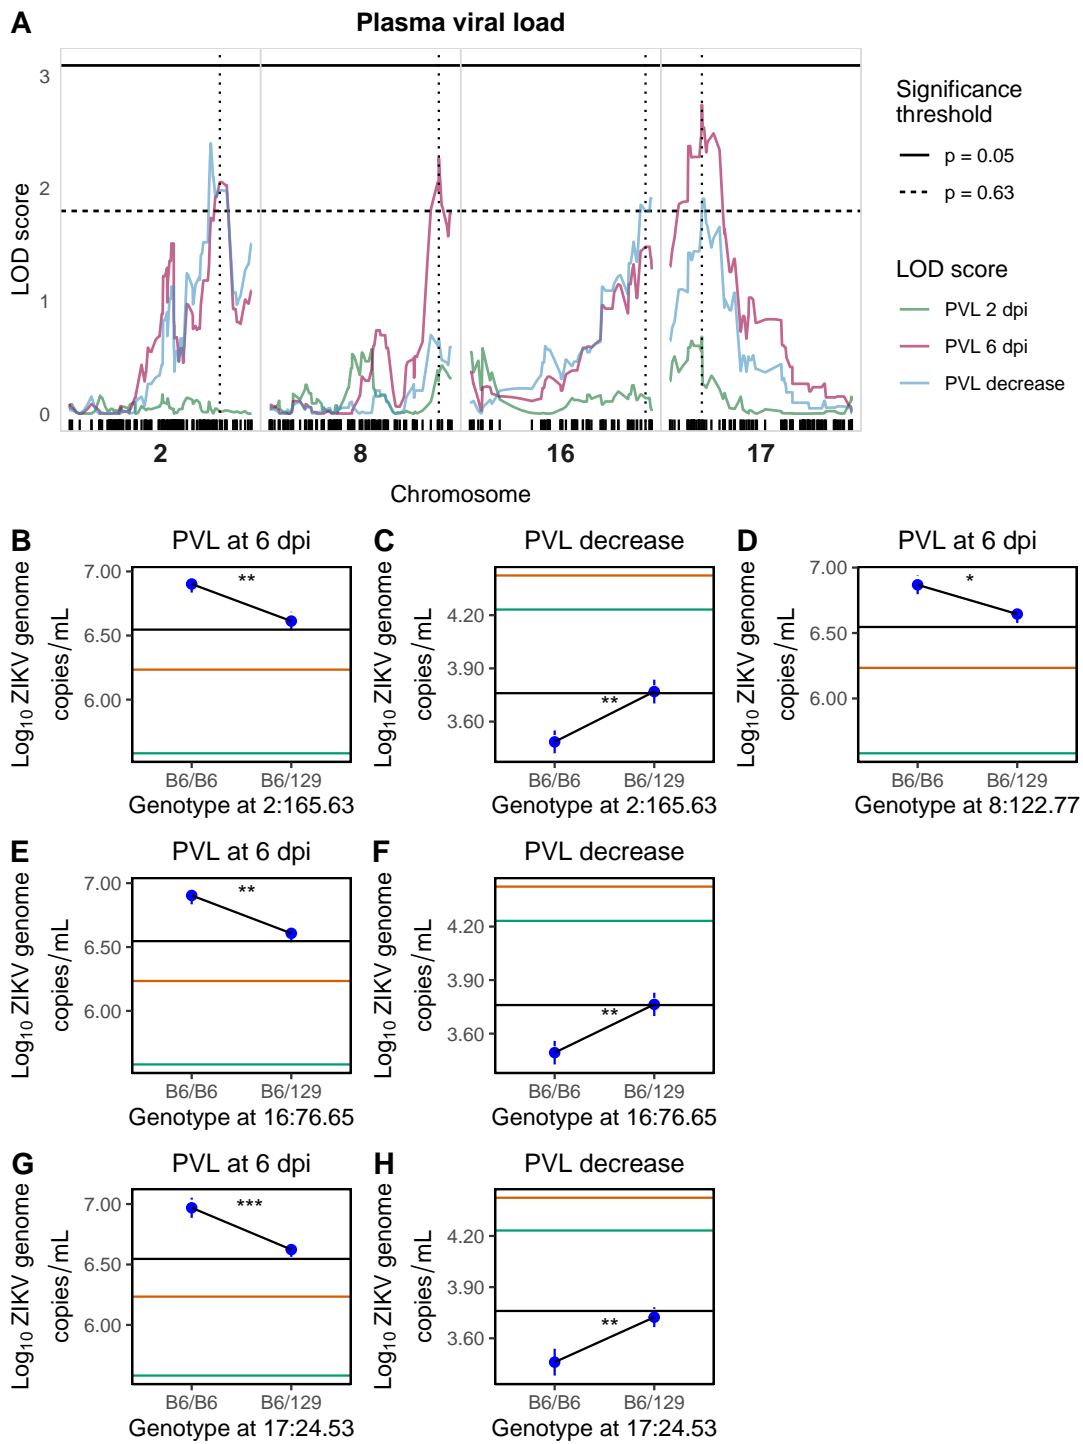 A
Plasma viral load
LOD score
3
2
1
0
2
8
16
17
Chromosome
Significance
threshold
p = 0.05
p = 0.63
LOD score
PVL 2 dpi
PVL 6 dpi
PVL decrease
B
PVL at 6 dpi
Log10 ZIKV genome
copies/mL
7.00
6.50
6.00
**
B6/B6
B6/129
Genotype at 2:165.63
C
PVL decrease
Log10 ZIKV genome
copies/mL
4.20
3.90
3.60
**
B6/B6
B6/129
Genotype at 2:165.63
D
PVL at 6 dpi
Log10 ZIKV genome
copies/mL
7.00
6.50
6.00
*
B6/B6
B6/129
Genotype at 8:122.77
E
PVL at 6 dpi
Log10 ZIKV genome
copies/mL
7.00
6.50
6.00
**
B6/B6
B6/129
Genotype at 16:76.65
F
PVL decrease
Log10 ZIKV genome
copies/mL
4.20
3.90
3.60
**
B6/B6
B6/129
Genotype at 16:76.65
G
PVL at 6 dpi
Log10 ZIKV genome
copies/mL
7.00
6.50
6.00
***
B6/B6
B6/129
Genotype at 17:24.53
H
PVL decrease
Log10 ZIKV genome
copies/mL
4.20
3.90
3.60
**
B6/B6
B6/129
Genotype at 17:24.53